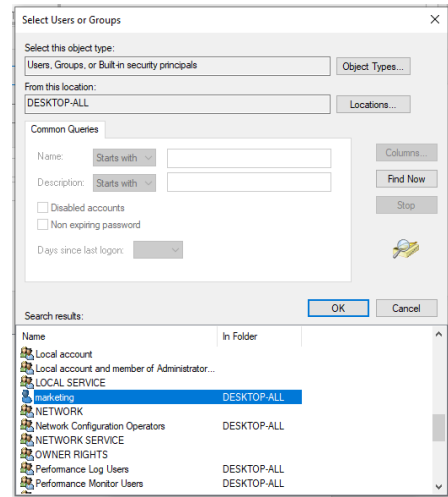 Select Users or Groups
Select this object type:
Users, Groups, or Built-in security principals
Object Types...
From this location:
DESKTOP-ALL
Locations...
Common Queries
Name:
Starts with
Columns...
Description:
Starts with
Find Now
Disabled accounts
Stop
Non expiring password
Days since last logon:
OK
Cancel
Search results:
Name In Folder
Local account
Local account and member of Administrator...
LOCAL SERVICE
marketing DESKTOP-ALL
NETWORK
Network Configuration Operators DESKTOP-ALL
NETWORK SERVICE
OWNER RIGHTS
Performance Log Users DESKTOP-ALL
Performance Monitor Users DESKTOP-ALL